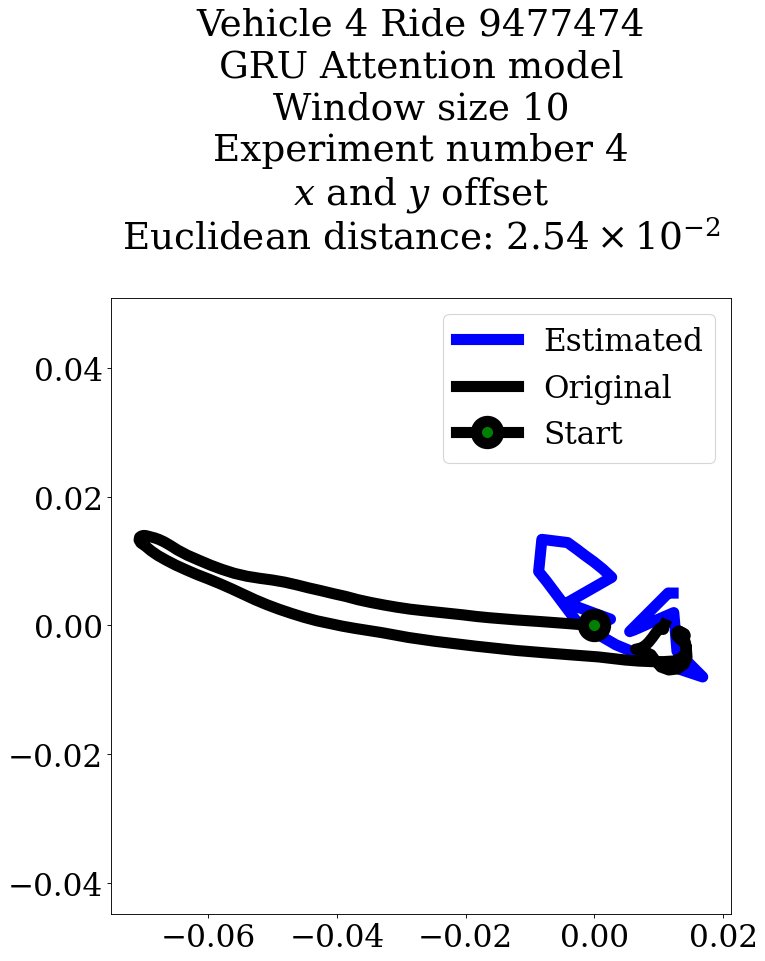 Vehicle 4 Ride 9477474
GRU Attention model
Window size 10
Experiment number 4
x and y offset
Euclidean distance: 2.54 × 10⁻²
Estimated
Original
Start
0.04
0.02
0.00
−0.02
−0.04
−0.06 −0.04 −0.02 0.00 0.02